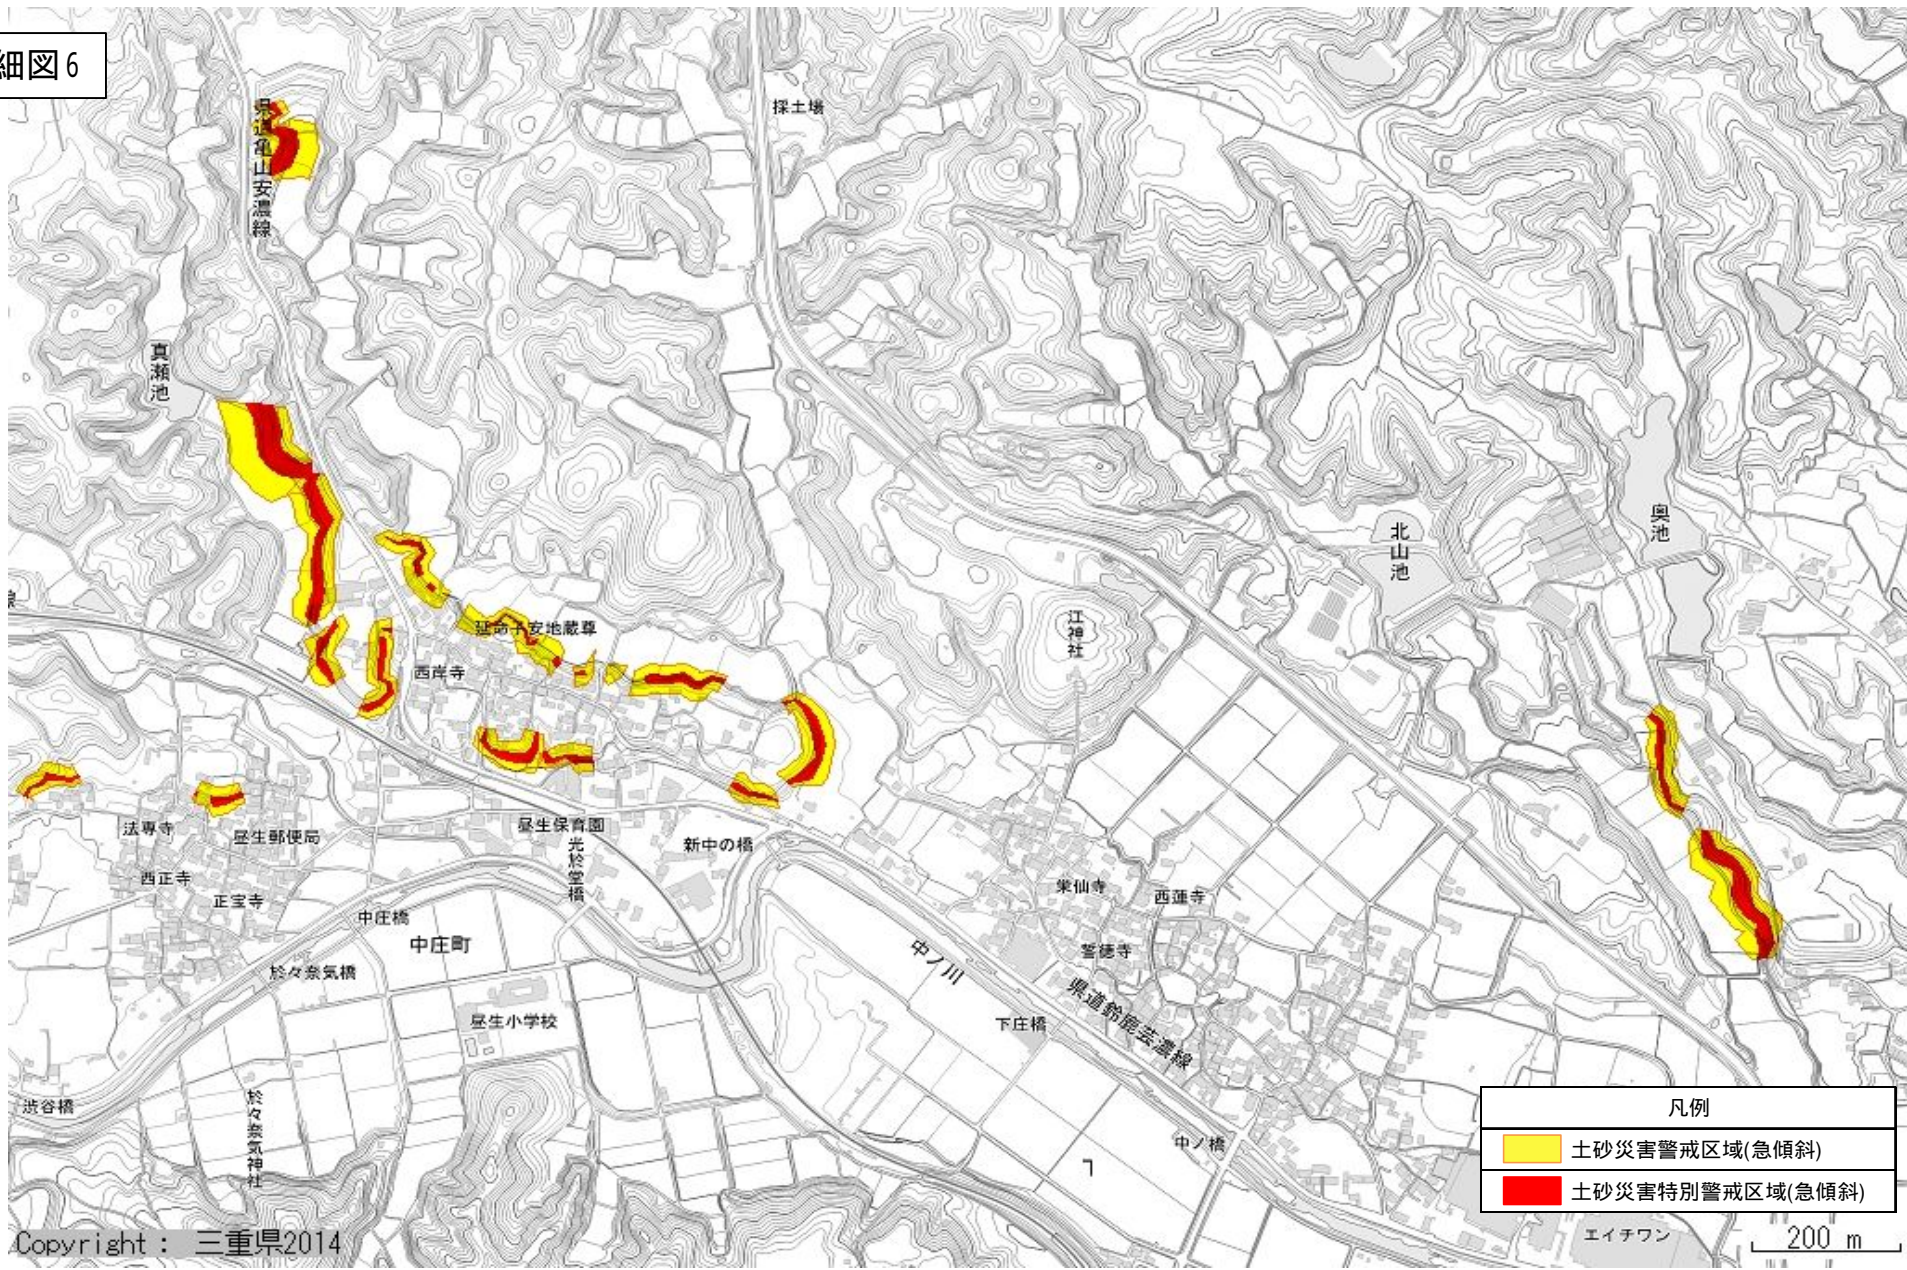 細図6
県道亀山安濃線
採土場
真瀬池
奥池
北山池
江神社
延命子安地蔵尊
西岸寺
法専寺
昼生郵便局
昼生保育園
光於堂橋
新中の橋
西正寺
正宝寺
中庄橋
中庄町
於々奈気橋
昼生小学校
栄仙寺
西蓮寺
誓徳寺
中ノ川
県道鈴鹿芸濃線
下庄橋
渋谷橋
於々奈気神社
中ノ橋
凡例
土砂災害警戒区域(急傾斜)
土砂災害特別警戒区域(急傾斜)
エイチワン
200 m
Copyright : 三重県2014